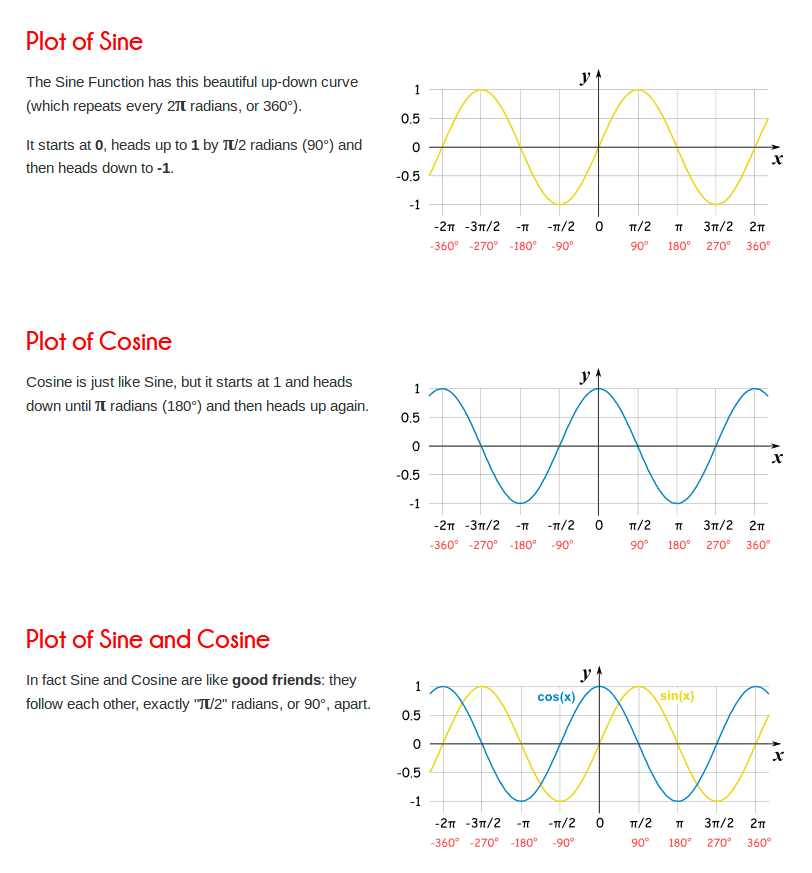 Plot of Sine
The Sine Function has this beautiful up-down curve
(which repeats every 2π radians, or 360°).
It starts at 0, heads up to 1 by π/2 radians (90°) and
then heads down to -1.
y
1
0.5
0
-0.5
-1
x
-2π -3π/2 -π -π/2 0 π/2 π 3π/2 2π
-360° -270° -180° -90° 90° 180° 270° 360°
Plot of Cosine
Cosine is just like Sine, but it starts at 1 and heads
down until π radians (180°) and then heads up again.
y
1
0.5
0
-0.5
-1
x
-2π -3π/2 -π -π/2 0 π/2 π 3π/2 2π
-360° -270° -180° -90° 90° 180° 270° 360°
Plot of Sine and Cosine
In fact Sine and Cosine are like good friends: they
follow each other, exactly "π/2" radians, or 90°, apart.
y
cos(x) sin(x)
1
0.5
0
-0.5
-1
x
-2π -3π/2 -π -π/2 0 π/2 π 3π/2 2π
-360° -270° -180° -90° 90° 180° 270° 360°